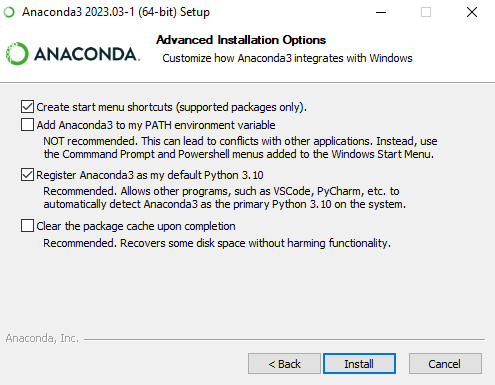 Anaconda3 2023.03-1 (64-bit) Setup
ANACONDA.
Advanced Installation Options
Customize how Anaconda3 integrates with Windows
Create start menu shortcuts (supported packages only).
Add Anaconda3 to my PATH environment variable
NOT recommended. This can lead to conflicts with other applications. Instead, use
the Commmand Prompt and Powershell menus added to the Windows Start Menu.
Register Anaconda3 as my default Python 3.10
Recommended. Allows other programs, such as VSCode, PyCharm, etc. to
automatically detect Anaconda3 as the primary Python 3.10 on the system.
Clear the package cache upon completion
Recommended. Recovers some disk space without harming functionality.
Anaconda, Inc.
< Back
Install
Cancel